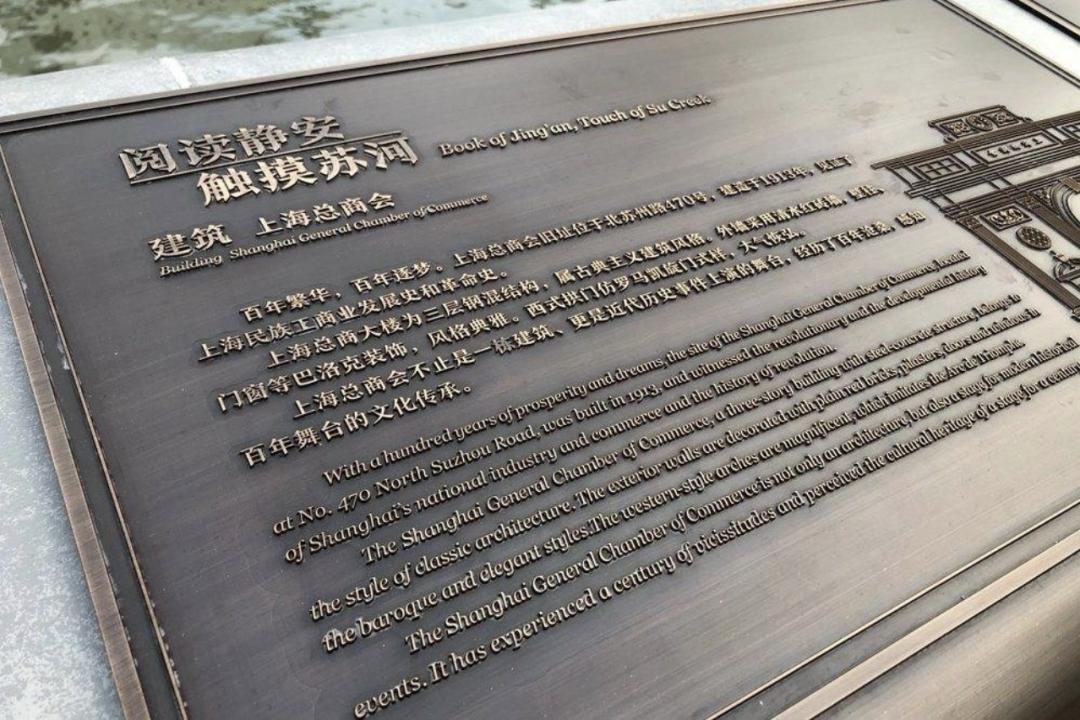 阅读静安
触摸苏河
Book of Jing'an, Touch of Su Creek
建筑 上海总商会
Building Shanghai General Chamber of Commerce
百年繁华，百年逐梦。上海总商会旧址位于北苏州路470号，建造于1913年，见证了
上海民族工商业发展史和革命史。
上海总商大楼为三层钢混结构，属古典主义建筑风格。外墙采用清水红砖墙，壁柱、
门窗等巴洛克装饰，风格典雅。西式拱门仿罗马凯旋门式样，大气恢弘。
上海总商会不止是一栋建筑、更是近代历史事件上演的舞台，经历了百年沧桑，感知
百年舞台的文化传承。
With a hundred years of prosperity and dreams, the site of the Shanghai General Chamber of Commerce, located
at No. 470 North Suzhou Road, was built in 1913, and witnessed the revolutionary and the developmental history
of Shanghai's national industry and commerce and the history of revolution.
The Shanghai General Chamber of Commerce, a three-story building with steel-concrete structure, belongs to
the style of classic architecture. The exterior walls are decorated with plain red bricks, pilasters, doors and windows in
the baroque and elegant styles.The western-style arches are magnificent, which imitates the Arc de Triomphe.
The Shanghai General Chamber of Commerce is not only an architecture, but also a stage for modern historical
events. It has experienced a century of vicissitudes and perceived the cultural heritage of a stage for a century